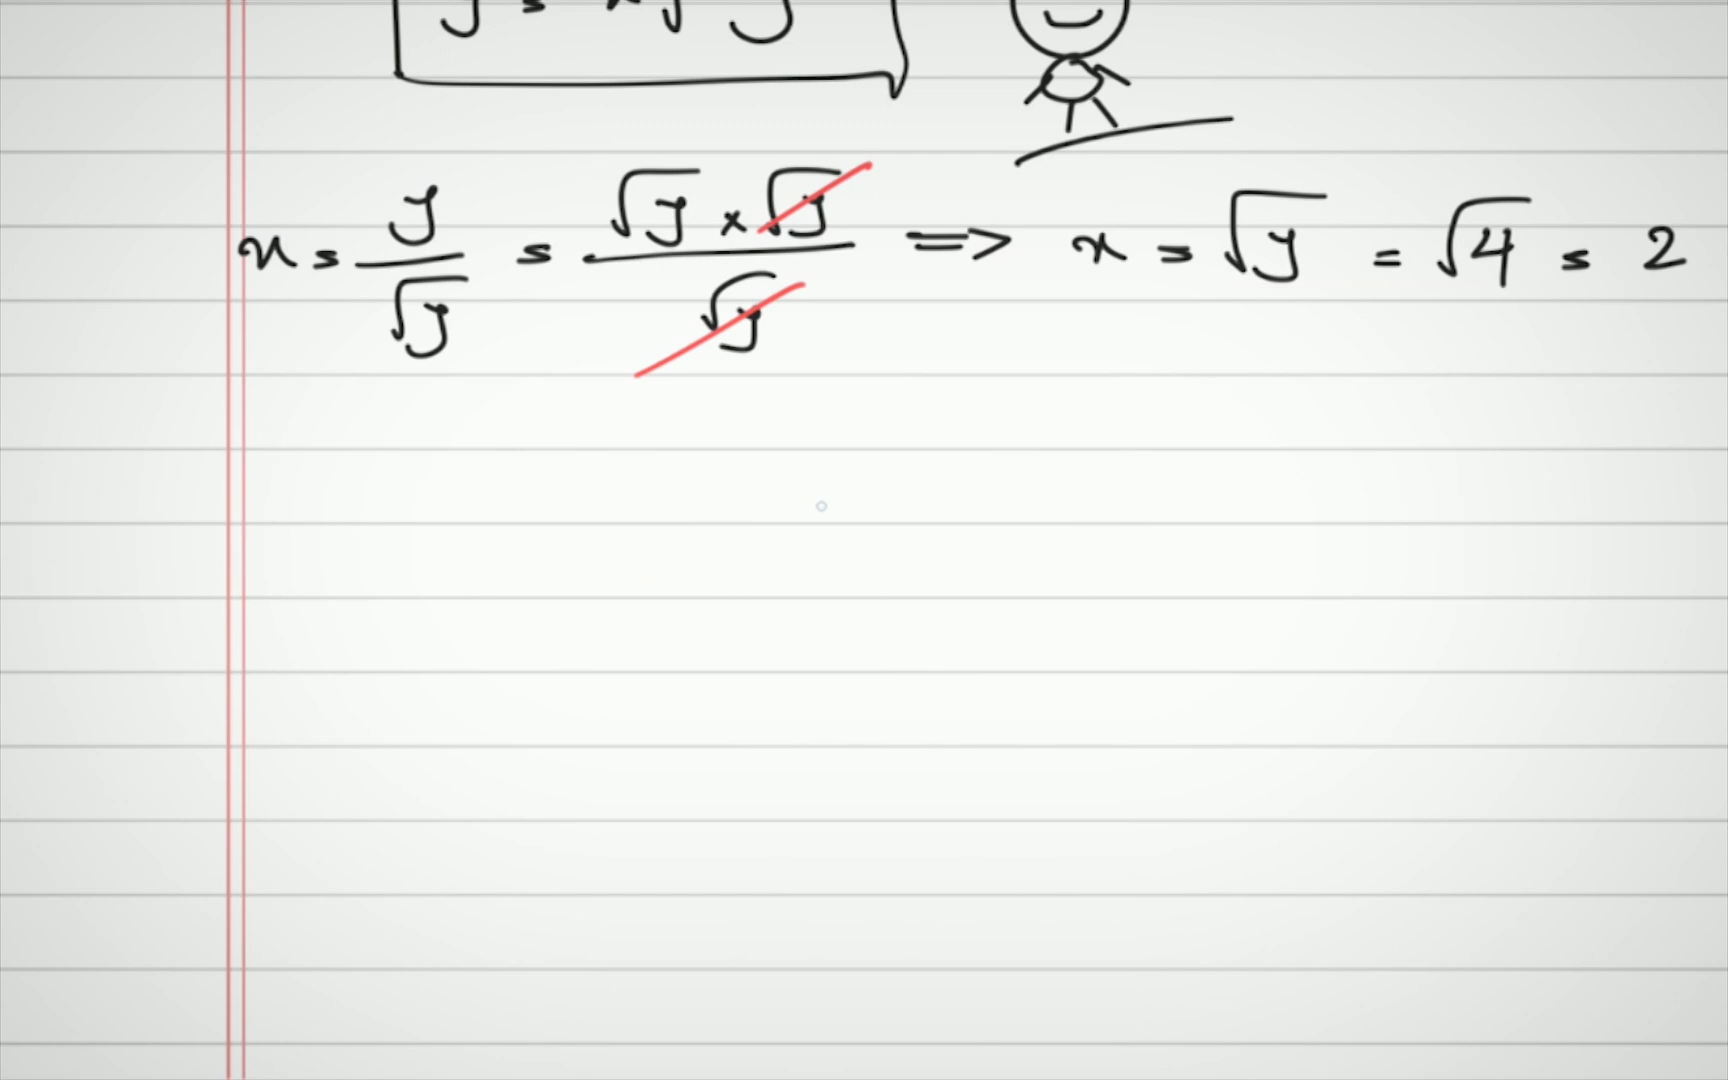 x = y/√y = (√y × √y)/√y => x = √y = √4 = 2